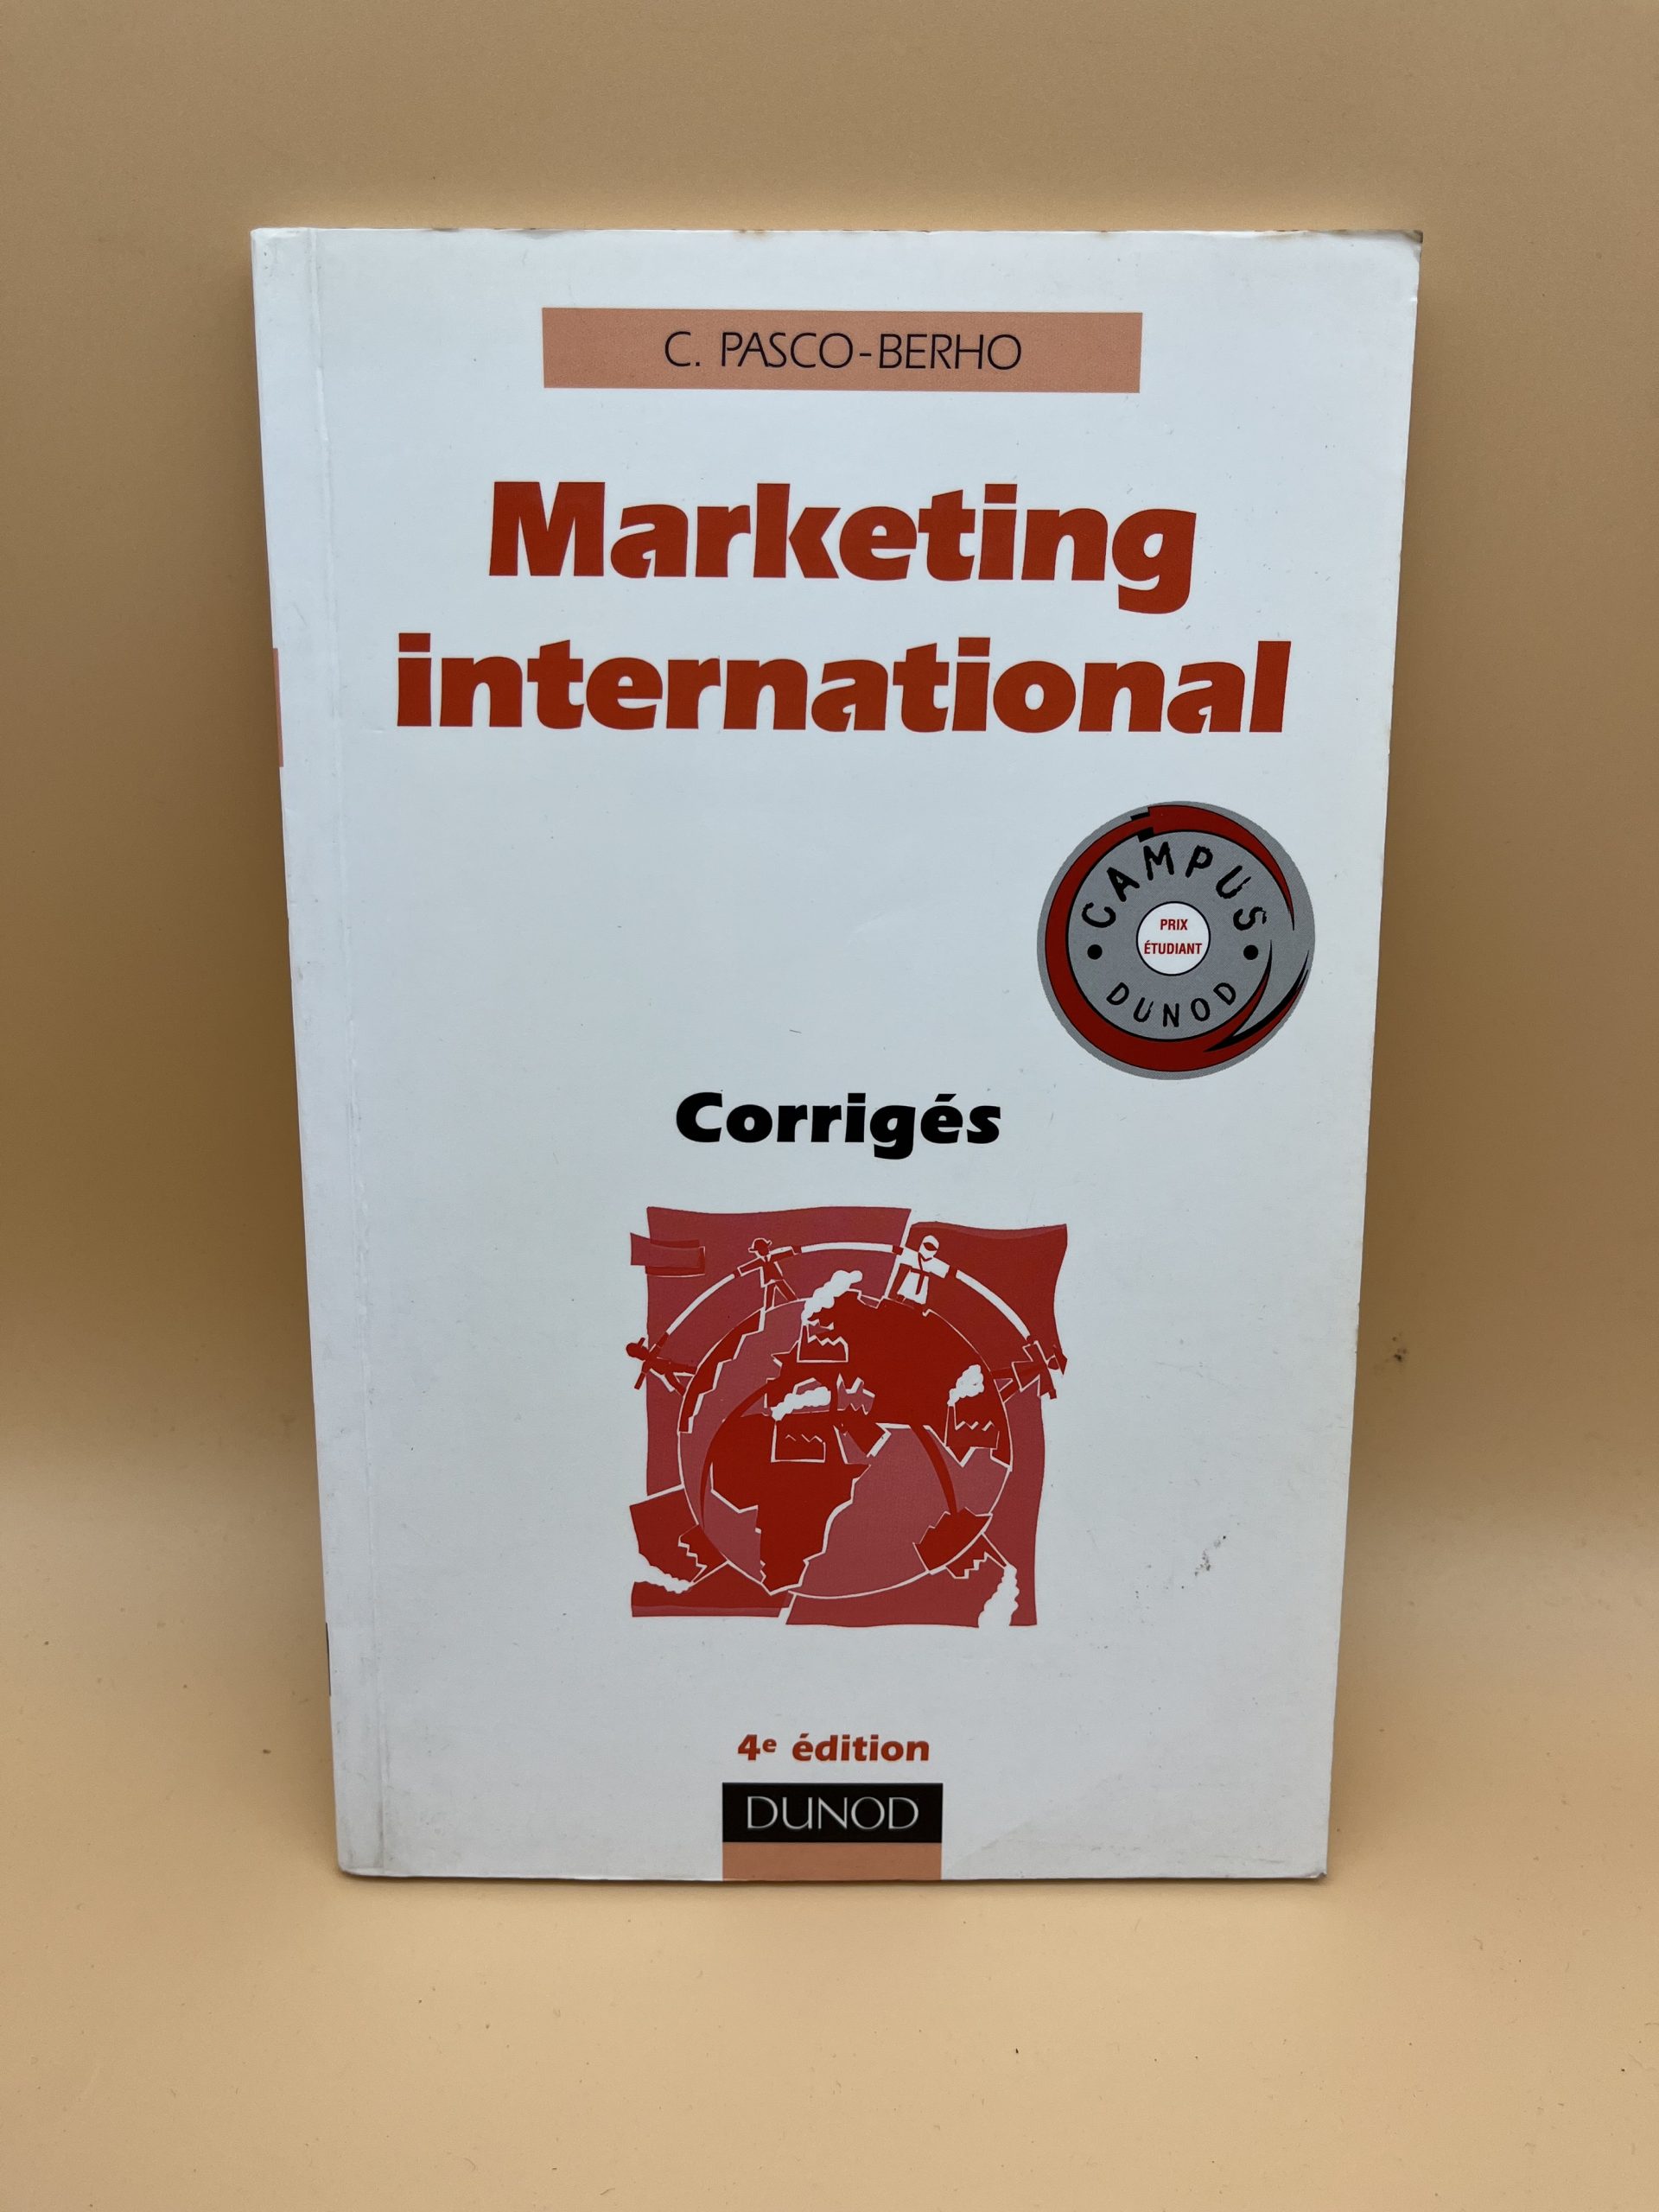 C. PASCO-BERHO
Marketing
international
CAMPUS
PRIX
ÉTUDIANT
DUNOD
Corrigés
4e édition
DUNOD